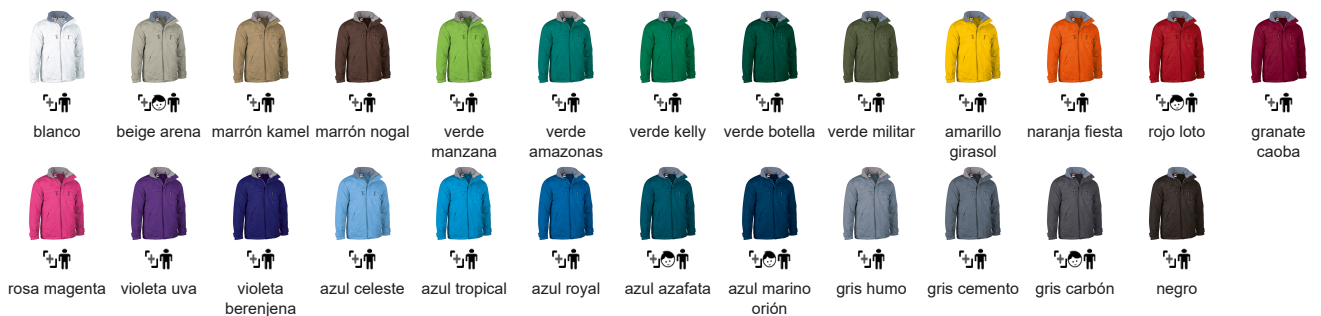 blanco
beige arena
marrón kamel
marrón nogal
verde
manzana
verde
amazonas
verde kelly
verde botella
verde militar
amarillo
girasol
naranja fiesta
rojo loto
granate
caoba
rosa magenta
violeta uva
violeta
berenjena
azul celeste
azul tropical
azul royal
azul azafata
azul marino
orión
gris humo
gris cemento
gris carbón
negro